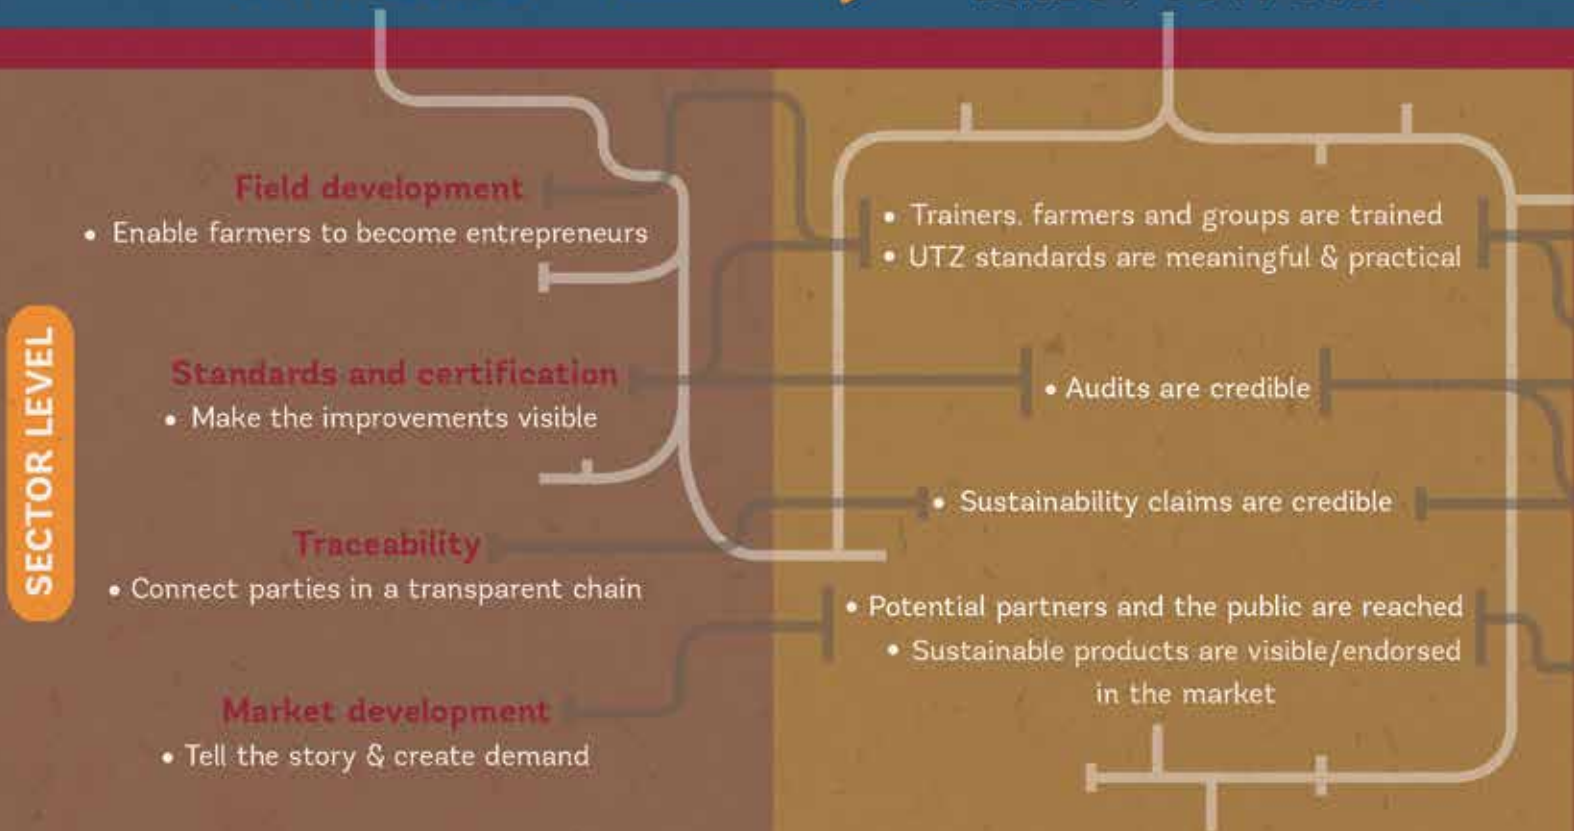 Field development
• Enable farmers to become entrepreneurs
Standards and certification
• Make the improvements visible
Traceability
• Connect parties in a transparent chain
Market development
• Tell the story & create demand
SECTOR LEVEL
• Trainers. farmers and groups are trained
• UTZ standards are meaningful & practical
• Audits are credible
• Sustainability claims are credible
• Potential partners and the public are reached
• Sustainable products are visible/endorsed
in the market